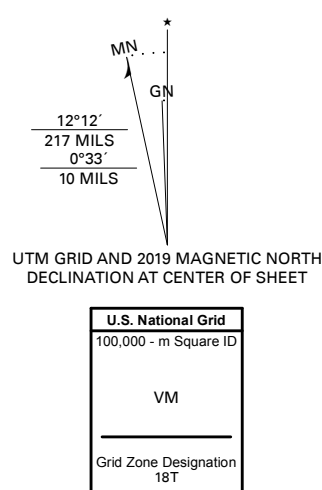 ★
MN
GN
12°12´
217 MILS
0°33´
10 MILS
UTM GRID AND 2019 MAGNETIC NORTH
DECLINATION AT CENTER OF SHEET
U.S. National Grid
100,000 - m Square ID
VM
Grid Zone Designation
18T